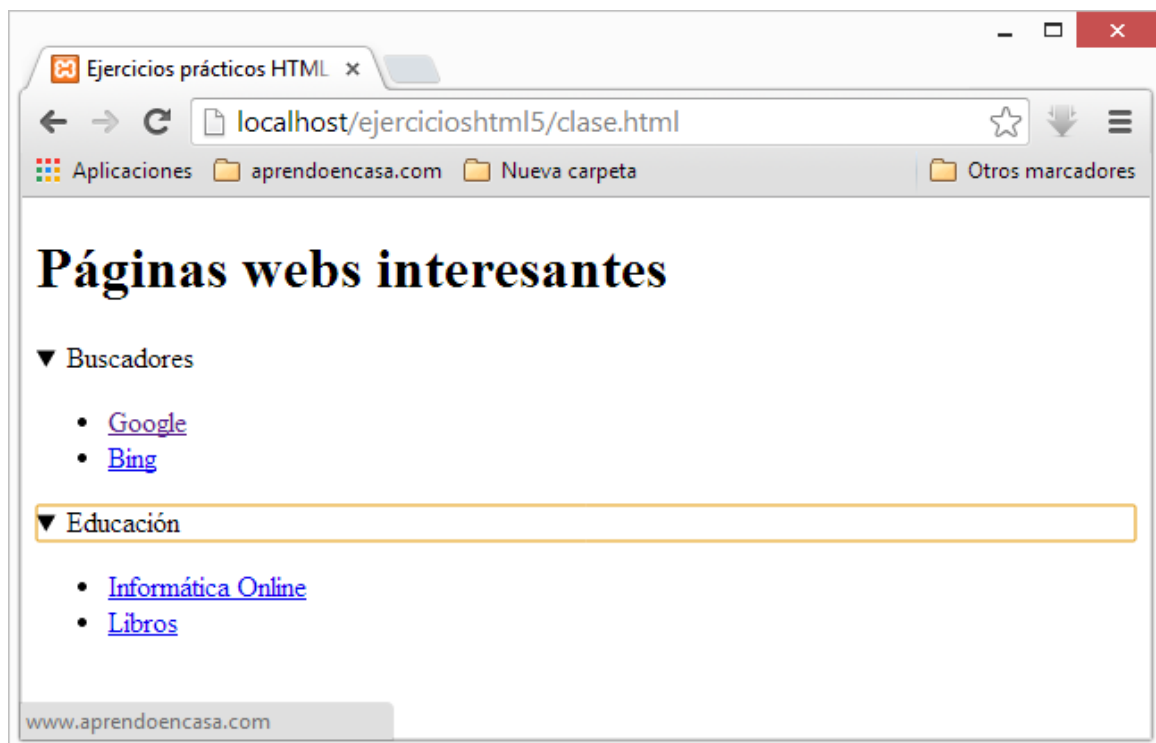 Ejercicios prácticos HTML
localhost/ejercicioshtml5/clase.html
Aplicaciones aprendoencasa.com Nueva carpeta Otros marcadores
Páginas webs interesantes
Buscadores
Google
Bing
Educación
Informática Online
Libros
www.aprendoencasa.com